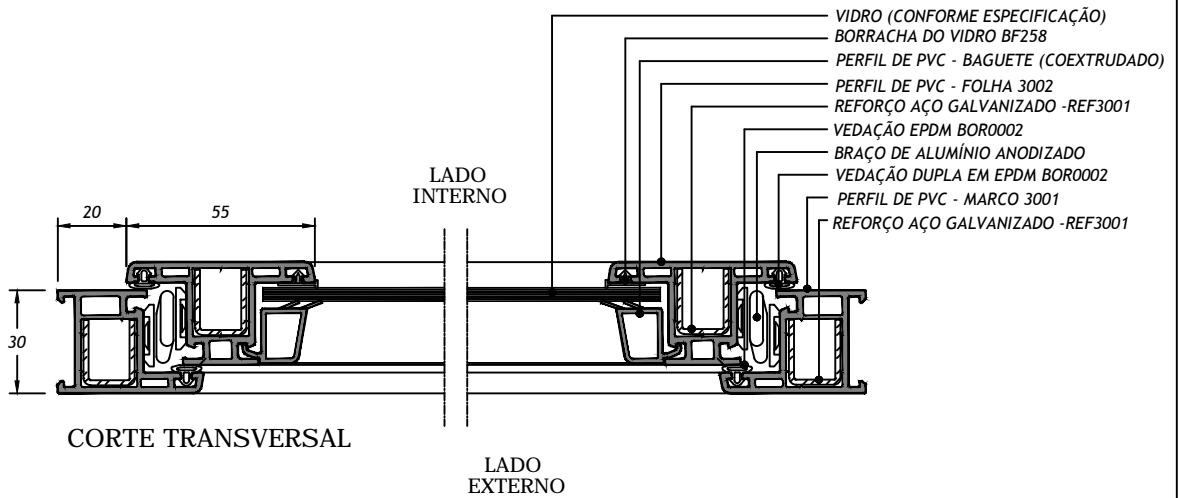 VIDRO (CONFORME ESPECIFICAÇÃO)
BORRACHA DO VIDRO BF258
PERFIL DE PVC - BAGUETE (COEXTRUDADO)
PERFIL DE PVC - FOLHA 3002
REFORÇO AÇO GALVANIZADO -REF3001
VEDAÇÃO EPDM BOR0002
BRAÇO DE ALUMÍNIO ANODIZADO
VEDAÇÃO DUPLA EM EPDM BOR0002
PERFIL DE PVC - MARCO 3001
REFORÇO AÇO GALVANIZADO -REF3001
LADO
INTERNO
20
55
30
CORTE TRANSVERSAL
LADO
EXTERNO